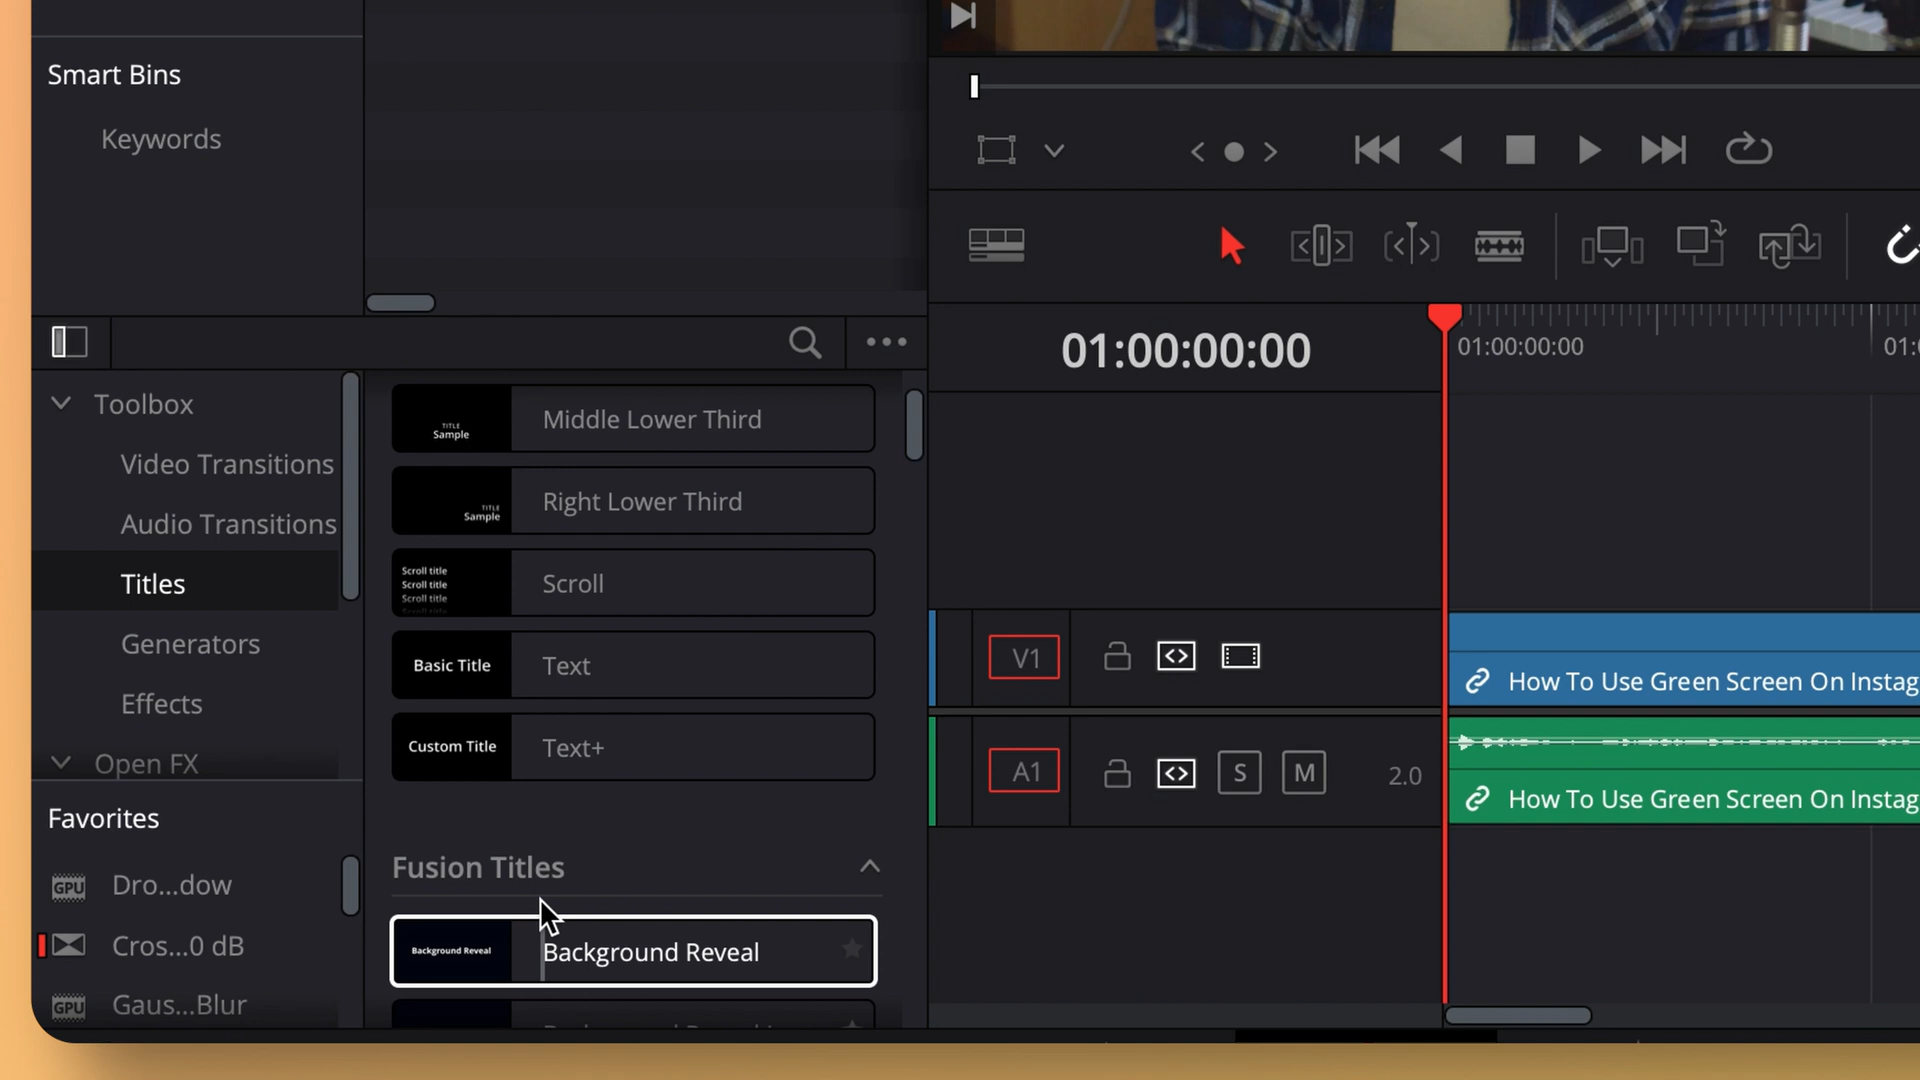 Smart Bins
Keywords
01:00:00:00
01:00:00:00
Toolbox
Video Transitions
Audio Transitions
Titles
Generators
Effects
Open FX
TITLE
Sample
Middle Lower Third
TITLE
Sample
Right Lower Third
Scroll title
Scroll title
Scroll title
Scroll title
Scroll
Basic Title
Text
Custom Title
Text+
Fusion Titles
Background Reveal
Background Reveal
Favorites
GPU
Dro...dow
Cros...0 dB
GPU
Gaus...Blur
V1
How To Use Green Screen On Instag
A1
S
M
2.0
How To Use Green Screen On Instag